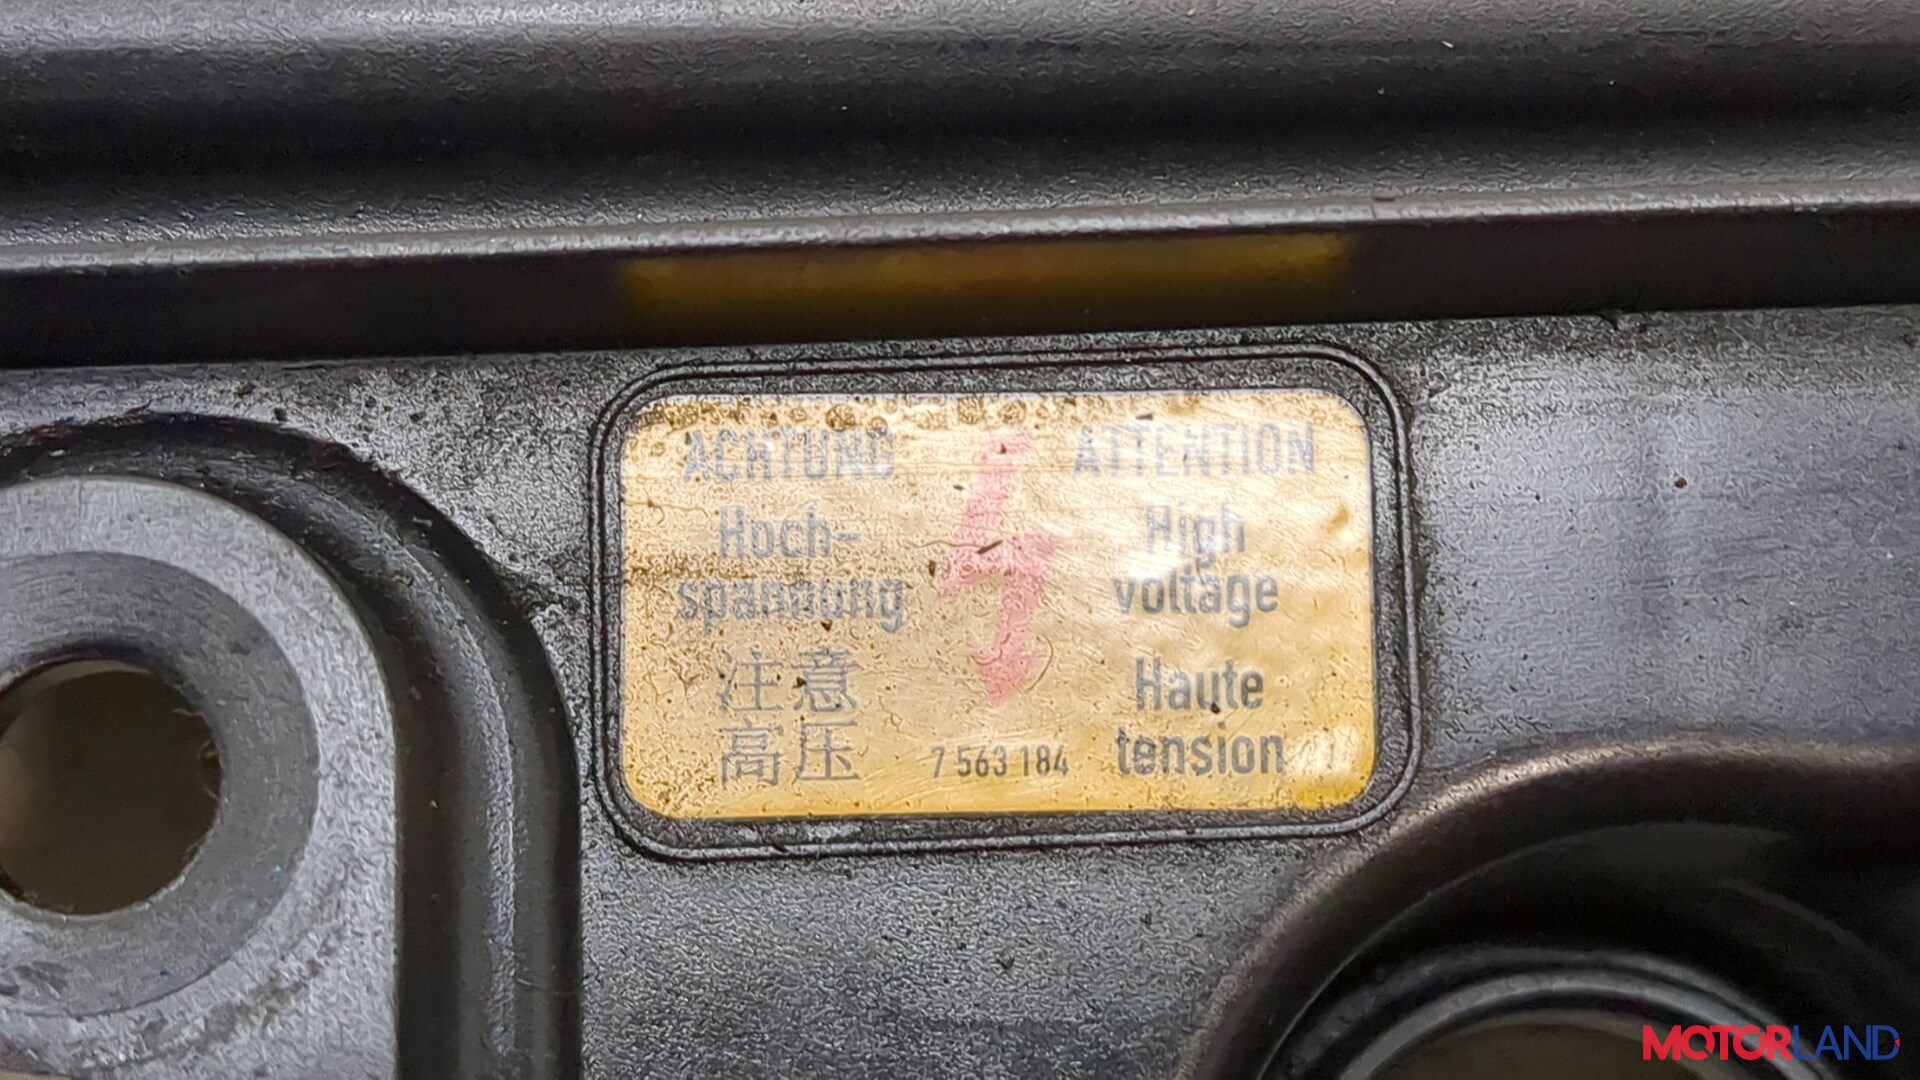 ACHTUNG
Hoch-
spannung
注意
高压
7 563 184
ATTENTION
High
voltage
Haute
tension
MOTORLAND